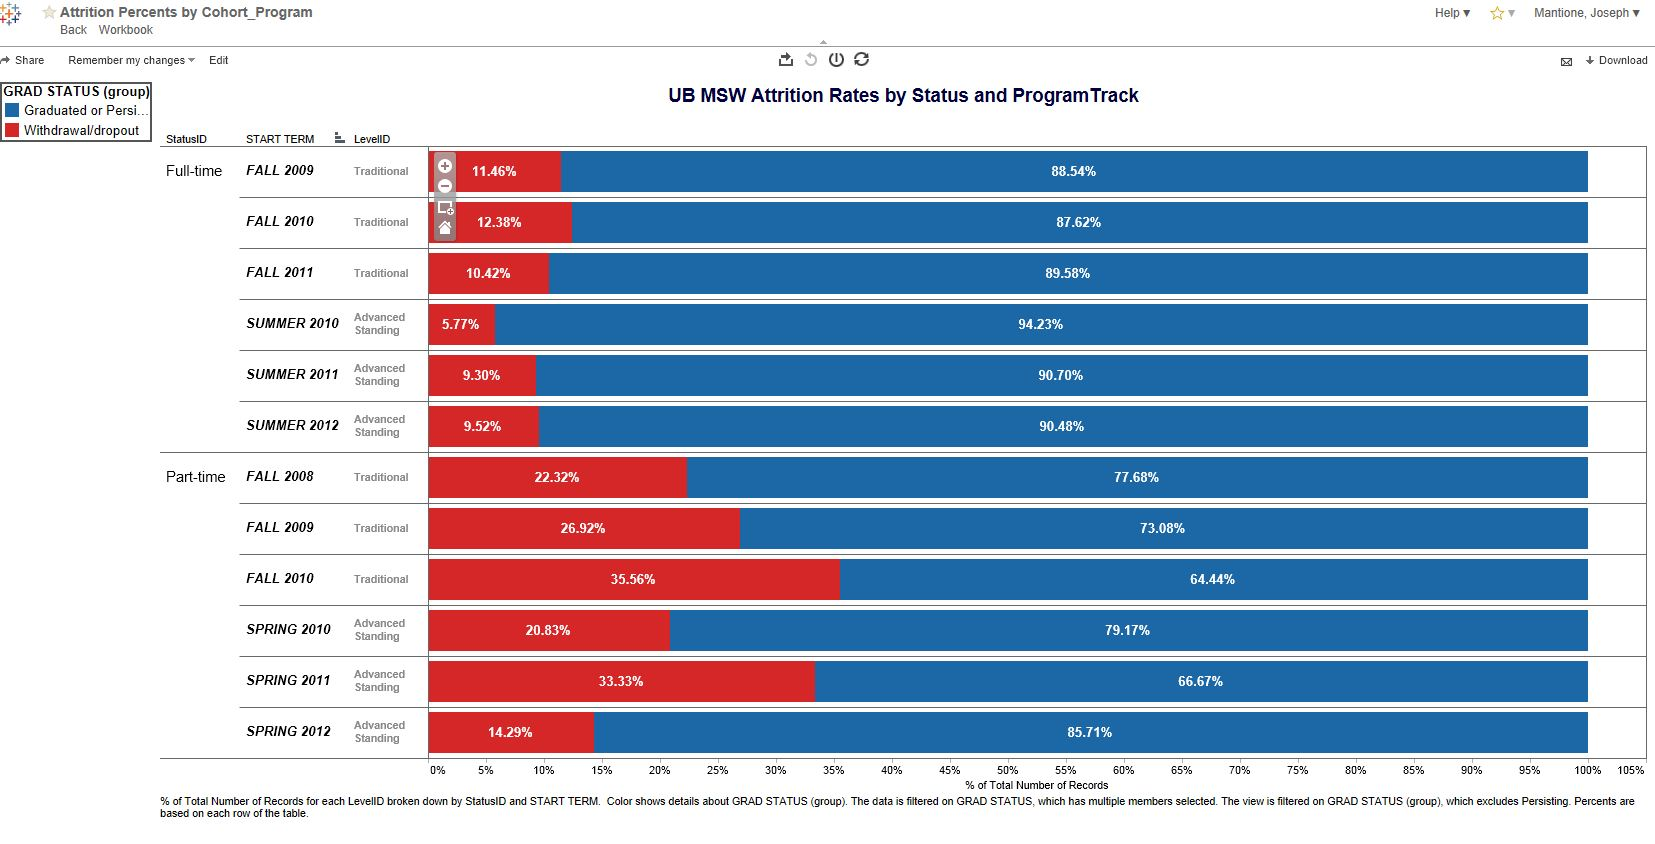 Attrition Percents by Cohort_Program
Help ▾ Mantione, Joseph ▾
Back Workbook
Share Remember my changes Edit Download
GRAD STATUS (group)
Graduated or Persi...
Withdrawal/dropout
UB MSW Attrition Rates by Status and ProgramTrack
StatusID START TERM LevelID
Full-time FALL 2009 Traditional 11.46% 88.54%
FALL 2010 Traditional 12.38% 87.62%
FALL 2011 Traditional 10.42% 89.58%
SUMMER 2010 Advanced Standing 5.77% 94.23%
SUMMER 2011 Advanced Standing 9.30% 90.70%
SUMMER 2012 Advanced Standing 9.52% 90.48%
Part-time FALL 2008 Traditional 22.32% 77.68%
FALL 2009 Traditional 26.92% 73.08%
FALL 2010 Traditional 35.56% 64.44%
SPRING 2010 Advanced Standing 20.83% 79.17%
SPRING 2011 Advanced Standing 33.33% 66.67%
SPRING 2012 Advanced Standing 14.29% 85.71%
0% 5% 10% 15% 20% 25% 30% 35% 40% 45% 50% 55% 60% 65% 70% 75% 80% 85% 90% 95% 100% 105%
% of Total Number of Records
% of Total Number of Records for each LevelID broken down by StatusID and START TERM. Color shows details about GRAD STATUS (group). The data is filtered on GRAD STATUS, which has multiple members selected. The view is filtered on GRAD STATUS (group), which excludes Persisting. Percents are
based on each row of the table.